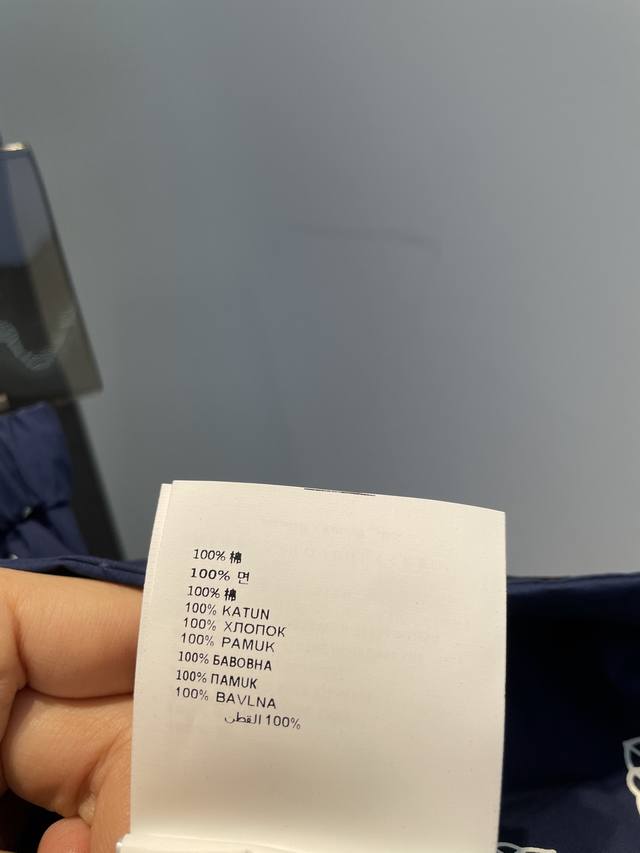 100% 棉
100% 면
100% 棉
100% KATUN
100% ХЛОПОК
100% PAMUK
100% БАВОВНА
100% ПАМУК
100% BAVLNA
100% القطن